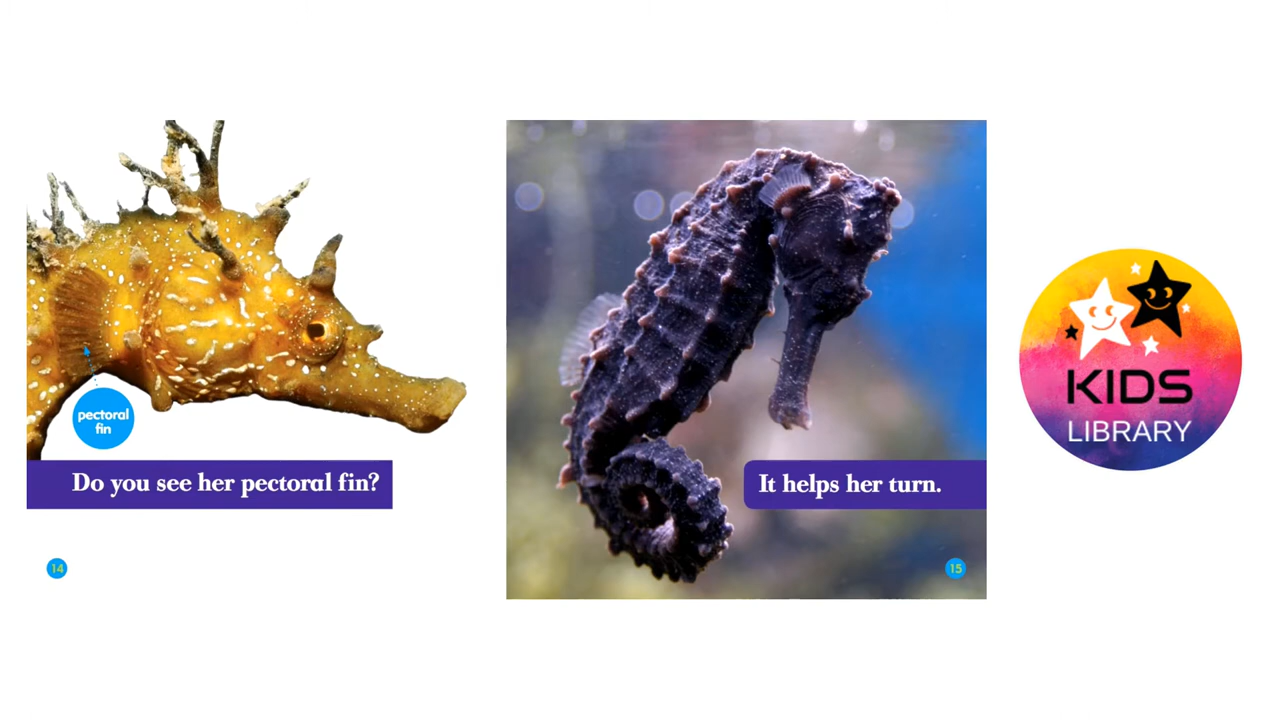 pectoral
fin
Do you see her pectoral fin?
14
It helps her turn.
15
KIDS
LIBRARY